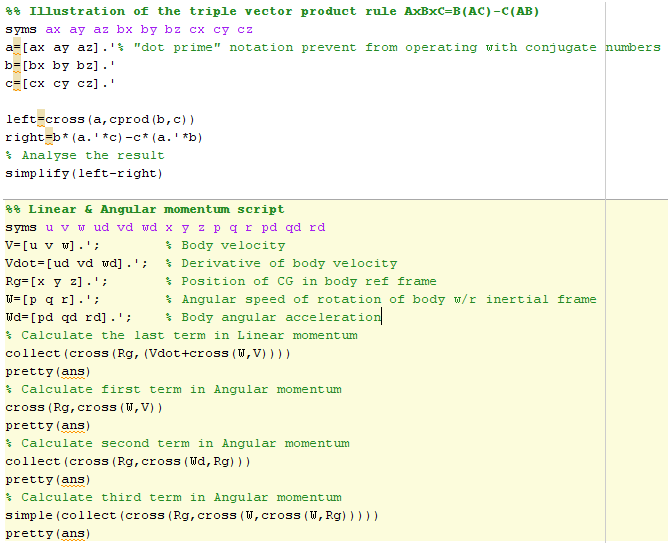 %% Illustration of the triple vector product rule AxBxC=B(AC)-C(AB)
syms ax ay az bx by bz cx cy cz
a=[ax ay az].'% "dot prime" notation prevent from operating with conjugate numbers
b=[bx by bz].'
c=[cx cy cz].'
left=cross(a,cprod(b,c))
right=b*(a.'*c)-c*(a.'*b)
% Analyse the result
simplify(left-right)
%% Linear & Angular momentum script
syms u v w ud vd wd x y z p q r pd qd rd
V=[u v w].'; % Body velocity
Vdot=[ud vd wd].'; % Derivative of body velocity
Rg=[x y z].'; % Position of CG in body ref frame
W=[p q r].'; % Angular speed of rotation of body w/r inertial frame
Wd=[pd qd rd].'; % Body angular acceleration
% Calculate the last term in Linear momentum
collect(cross(Rg,(Vdot+cross(W,V))))
pretty(ans)
% Calculate first term in Angular momentum
cross(Rg,cross(W,V))
pretty(ans)
% Calculate second term in Angular momentum
collect(cross(Rg,cross(Wd,Rg)))
pretty(ans)
% Calculate third term in Angular momentum
simple(collect(cross(Rg,cross(W,cross(W,Rg)))))
pretty(ans)